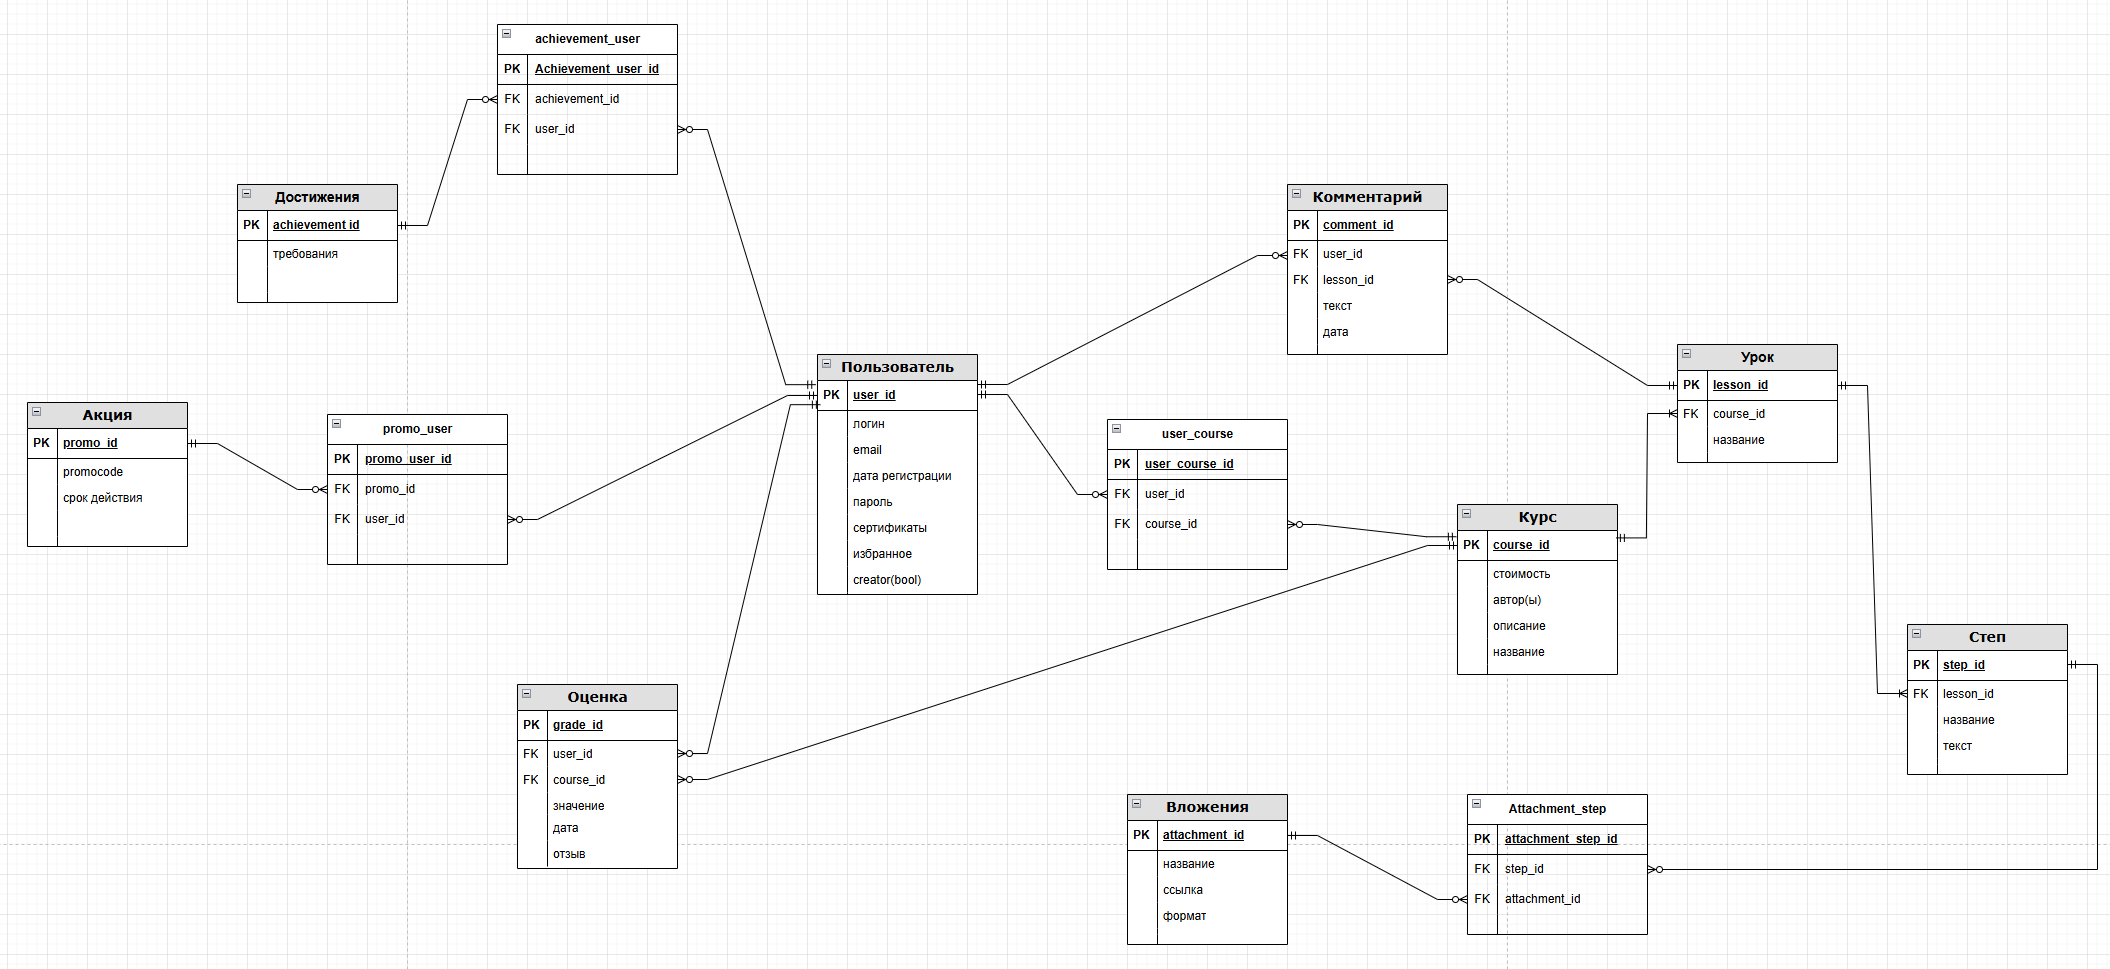 achievement_user
PK Achievement_user_id
FK achievement_id
FK user_id
Достижения
PK achievement id
требования
Комментарий
PK comment_id
FK user_id
FK lesson_id
текст
дата
Урок
PK lesson_id
FK course_id
название
Пользователь
PK user_id
логин
email
дата регистрации
пароль
сертификаты
избранное
creator(bool)
Акция
PK promo_id
promocode
срок действия
promo_user
PK promo_user_id
FK promo_id
FK user_id
user_course
PK user_course_id
FK user_id
FK course_id
Курс
PK course_id
стоимость
автор(ы)
описание
название
Степ
PK step_id
FK lesson_id
название
текст
Оценка
PK grade_id
FK user_id
FK course_id
значение
дата
отзыв
Вложения
PK attachment_id
название
ссылка
формат
Attachment_step
PK attachment_step_id
FK step_id
FK attachment_id